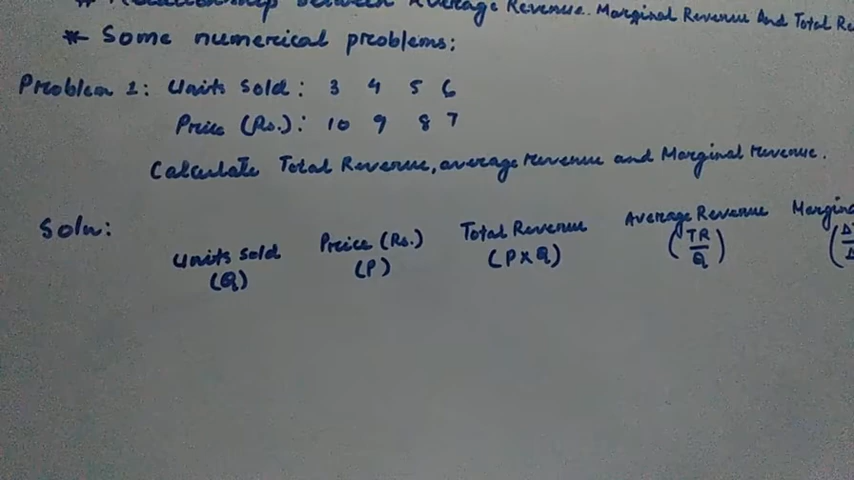 * Relationship between Average Revenue. Marginal Revenue And Total
* Some numerical problems:
Problem 1: Units Sold: 3 4 5 6
Price (Rs.): 10 9 8 7
Calculate Total Revenue, average revenue and Marginal revenue.
Soln:
Units Sold (Q) Price (Rs.) (P) Total Revenue (P×Q) Average Revenue (TR/Q)